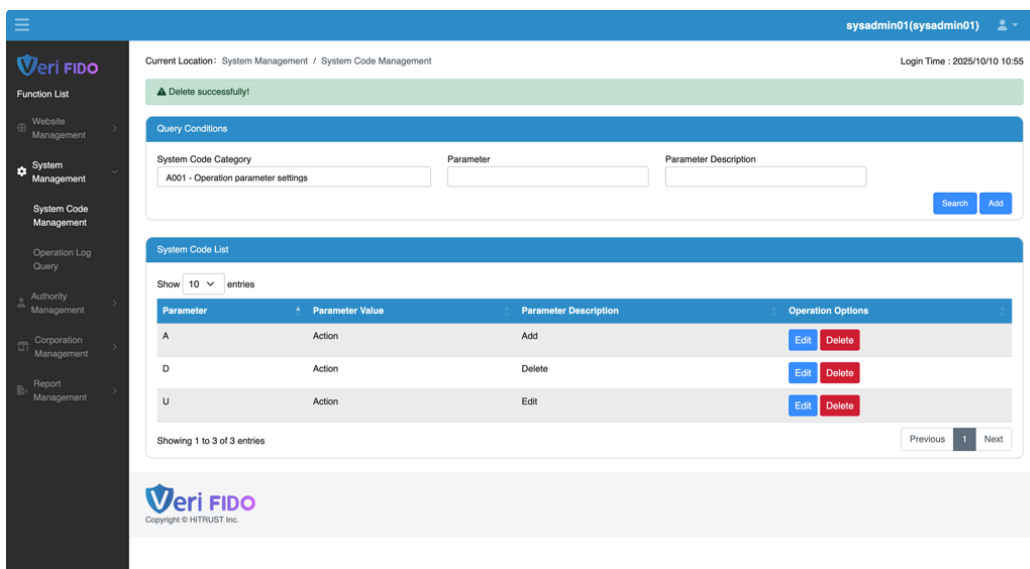 sysadmin01(sysadmin01)
Veri FIDO
Function List
Website
Management
System
Management
System Code
Management
Operation Log
Query
Authority
Management
Corporation
Management
Report
Management
Current Location: System Management / System Code Management
Login Time : 2025/10/10 10:55
Delete successfully!
Query Conditions
System Code Category Parameter Parameter Description
A001 - Operation parameter settings
Search Add
System Code List
Show 10 entries
Parameter Parameter Value Parameter Description Operation Options
A Action Add Edit Delete
D Action Delete Edit Delete
U Action Edit Edit Delete
Showing 1 to 3 of 3 entries
Previous 1 Next
Veri FIDO
Copyright © HiTRUST Inc.